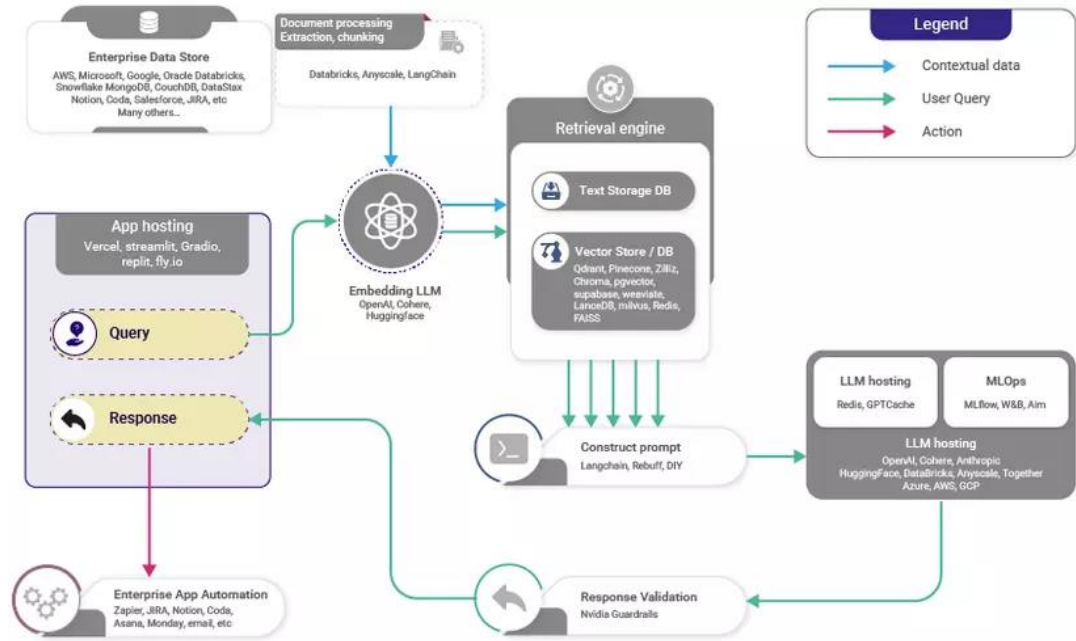 Enterprise Data Store
AWS, Microsoft, Google, Oracle Databricks,
Snowflake MongoDB, CouchDB, DataStax
Notion, Coda, Salesforce, JIRA, etc
Many others...
Document processing
Extraction, chunking
Databricks, Anyscale, LangChain
Legend
Contextual data
User Query
Action
Retrieval engine
Text Storage DB
Vector Store / DB
Qdrant, Pinecone, Zilliz,
Chroma, pgvector,
supabase, weaviate,
LanceDB, milvus, Redis,
FAISS
Embedding LLM
OpenAI, Cohere,
Huggingface
App hosting
Vercel, streamlit, Gradio,
replit, fly.io
Query
Response
LLM hosting
Redis, GPTCache
MLOps
MLflow, W&B, Aim
LLM hosting
OpenAI, Cohere, Anthropic
HuggingFace, DataBricks, Anyscale, Together
Azure, AWS, GCP
Construct prompt
Langchain, Rebuff, DIY
Enterprise App Automation
Zapier, JIRA, Notion, Coda,
Asana, Monday, email, etc
Response Validation
Nvidia Guardrails